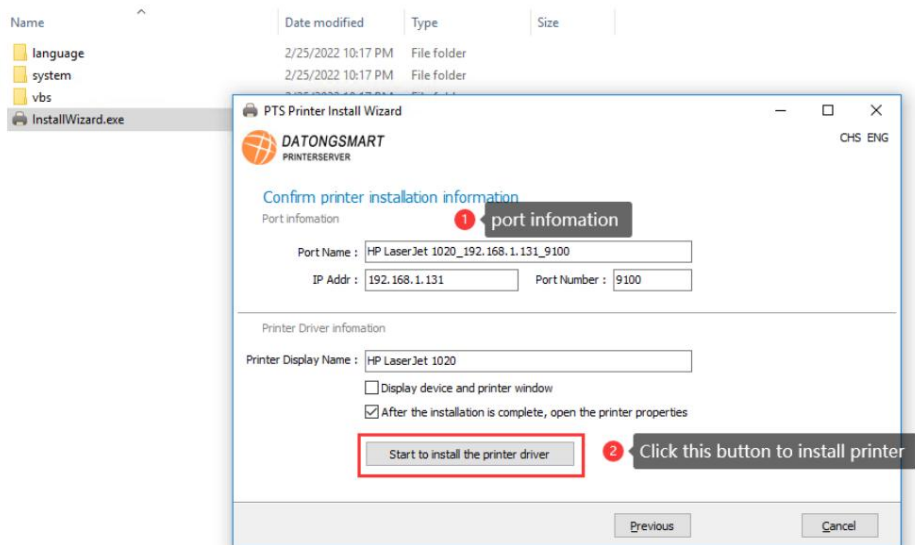 Name Date modified Type Size
language 2/25/2022 10:17 PM File folder
system 2/25/2022 10:17 PM File folder
vbs
InstallWizard.exe
PTS Printer Install Wizard
DATONGSMART
PRINTERSERVER
CHS ENG
Confirm printer installation information
Port infomation
1 port infomation
Port Name : HP LaserJet 1020_192.168.1.131_9100
IP Addr : 192.168.1.131 Port Number : 9100
Printer Driver infomation
Printer Display Name : HP LaserJet 1020
Display device and printer window
After the installation is complete, open the printer properties
Start to install the printer driver
2 Click this button to install printer
Previous Cancel